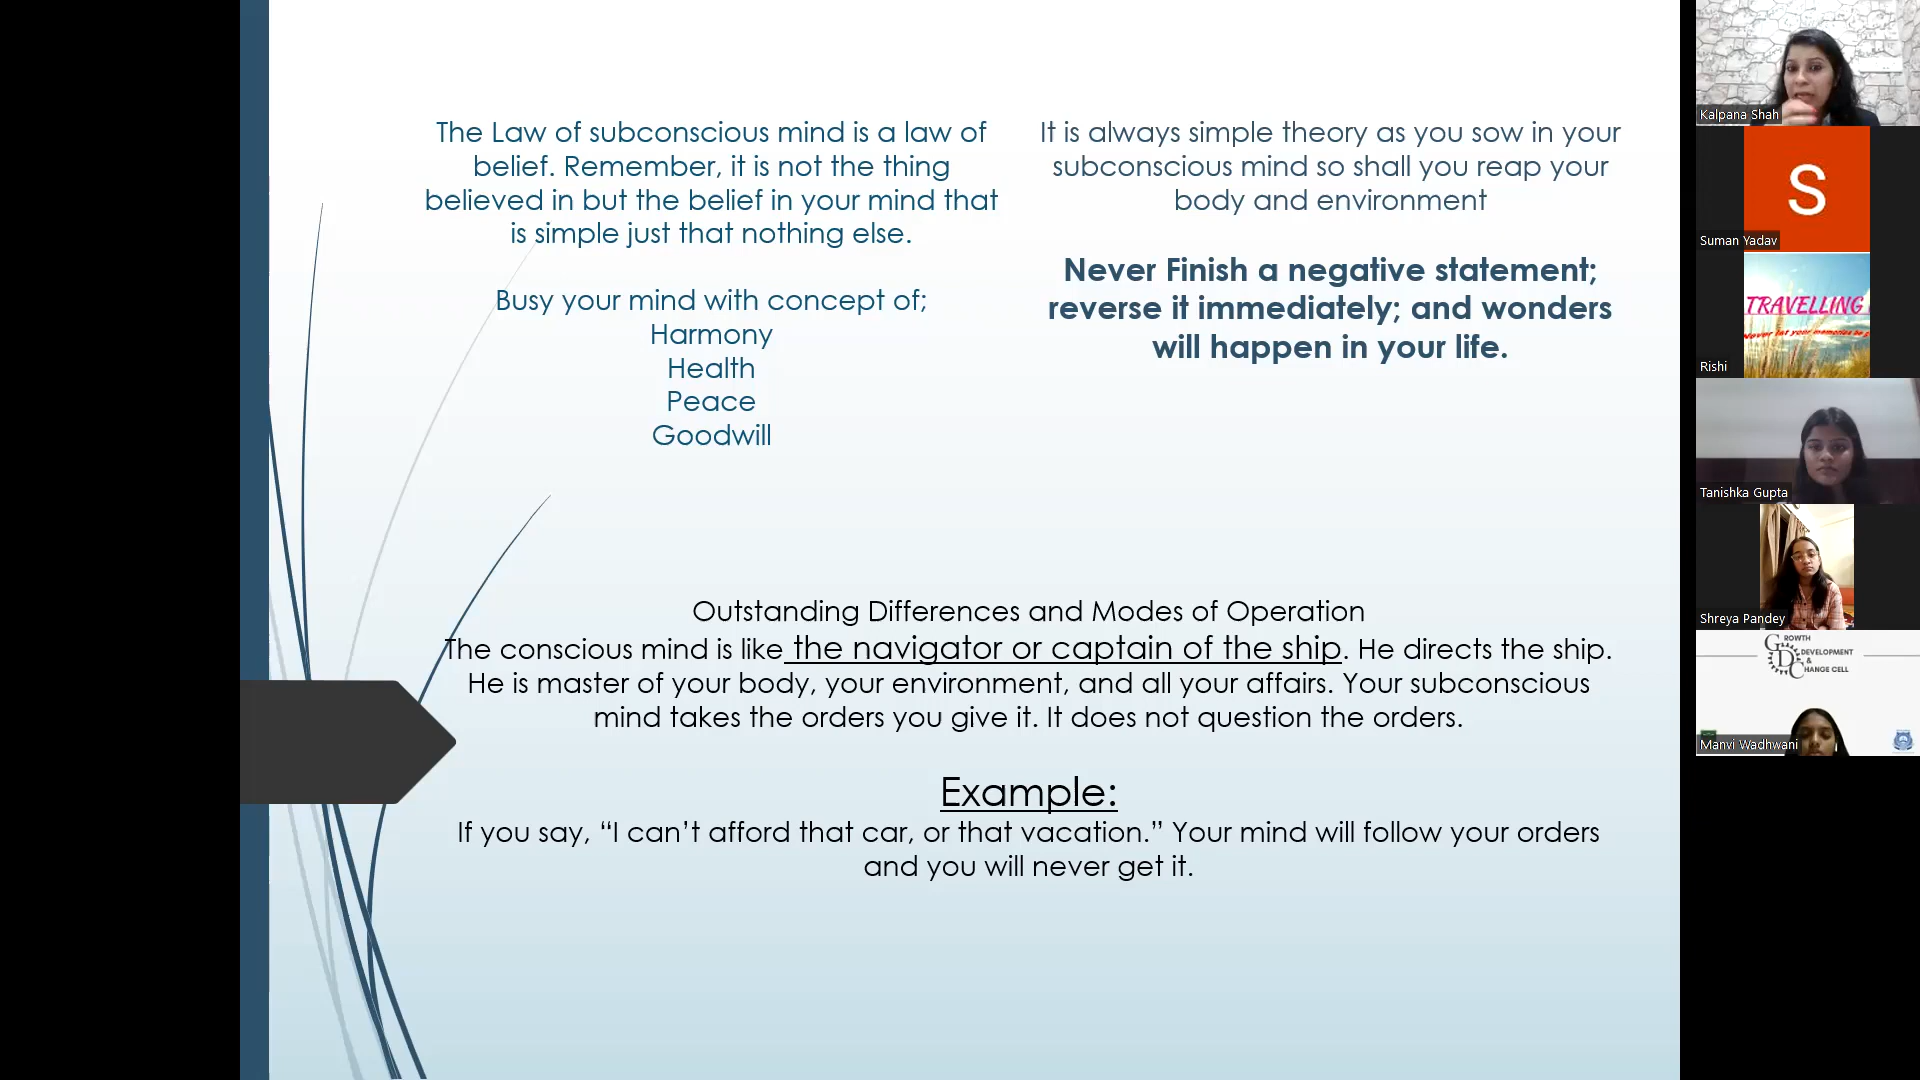 The Law of subconscious mind is a law of
belief. Remember, it is not the thing
believed in but the belief in your mind that
is simple just that nothing else.
Busy your mind with concept of;
Harmony
Health
Peace
Goodwill
It is always simple theory as you sow in your
subconscious mind so shall you reap your
body and environment
Never Finish a negative statement;
reverse it immediately; and wonders
will happen in your life.
Outstanding Differences and Modes of Operation
The conscious mind is like the navigator or captain of the ship. He directs the ship.
He is master of your body, your environment, and all your affairs. Your subconscious
mind takes the orders you give it. It does not question the orders.
Example:
If you say, “I can’t afford that car, or that vacation.” Your mind will follow your orders
and you will never get it.
Kalpana Shah
S
Suman Yadav
TRAVELLING
Rishi
Tanishka Gupta
Shreya Pandey
GROWTH
DEVELOPMENT
&
CHANGE CELL
Manvi Wadhwani